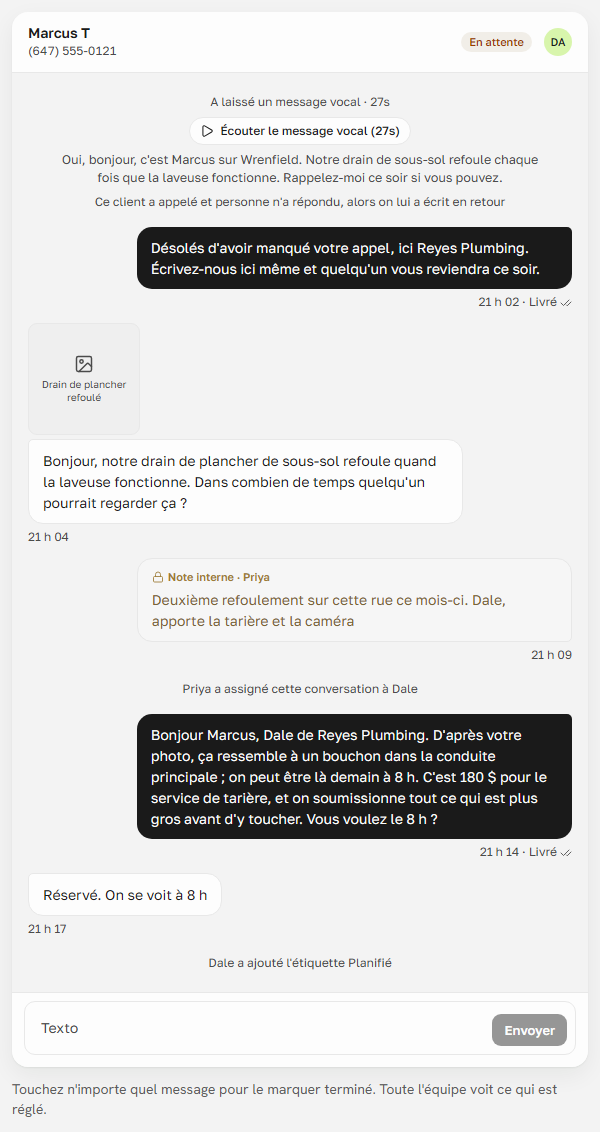 Marcus T
(647) 555-0121
En attente
DA
A laissé un message vocal · 27s
Écouter le message vocal (27s)
Oui, bonjour, c'est Marcus sur Wrenfield. Notre drain de sous-sol refoule chaque
fois que la laveuse fonctionne. Rappelez-moi ce soir si vous pouvez.
Ce client a appelé et personne n'a répondu, alors on lui a écrit en retour
Désolés d'avoir manqué votre appel, ici Reyes Plumbing.
Écrivez-nous ici même et quelqu'un vous reviendra ce soir.
21 h 02 · Livré
Drain de plancher
refoulé
Bonjour, notre drain de plancher de sous-sol refoule quand
la laveuse fonctionne. Dans combien de temps quelqu'un
pourrait regarder ça ?
21 h 04
Note interne · Priya
Deuxième refoulement sur cette rue ce mois-ci. Dale,
apporte la tarière et la caméra
21 h 09
Priya a assigné cette conversation à Dale
Bonjour Marcus, Dale de Reyes Plumbing. D'après votre
photo, ça ressemble à un bouchon dans la conduite
principale ; on peut être là demain à 8 h. C'est 180 $ pour le
service de tarière, et on soumissionne tout ce qui est plus
gros avant d'y toucher. Vous voulez le 8 h ?
21 h 14 · Livré
Réservé. On se voit à 8 h
21 h 17
Dale a ajouté l'étiquette Planifié
Texto
Envoyer
Touchez n'importe quel message pour le marquer terminé. Toute l'équipe voit ce qui est
réglé.